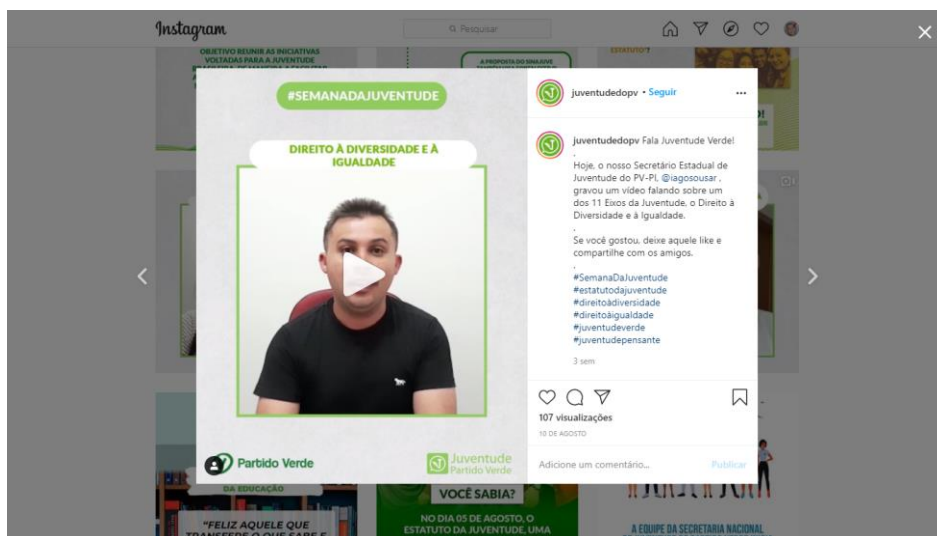 Instagram
Pesquisar
OBJETIVO REUNIR AS INICIATIVAS
VOLTADAS PARA A JUVENTUDE
A PROPOSTA DO SINAJUVE
ESTATUTO?
#SEMANADAJUVENTUDE
DIREITO À DIVERSIDADE E À
IGUALDADE
Partido Verde
Juventude
Partido Verde
juventudedopv • Seguir
juventudedopv Fala Juventude Verde!
.
Hoje, o nosso Secretário Estadual de
Juventude do PV-PI, @iagosousar ,
gravou um vídeo falando sobre um
dos 11 Eixos da Juventude, o Direito à
Diversidade e à Igualdade.
.
Se você gostou, deixe aquele like e
compartilhe com os amigos.
.
#SemanaDaJuventude
#estatutodajuventude
#direitoàdiversidade
#direitoàigualdade
#juventudeverde
#juventudepensante
3 sem
107 visualizações
10 DE AGOSTO
Adicione um comentário...
Publicar
DA EDUCAÇÃO
"FELIZ AQUELE QUE
TRANSFERE O QUE SABE E
VOCÊ SABIA?
NO DIA 05 DE AGOSTO, O
ESTATUTO DA JUVENTUDE, UMA
A EQUIPE DA SECRETARIA NACIONAL